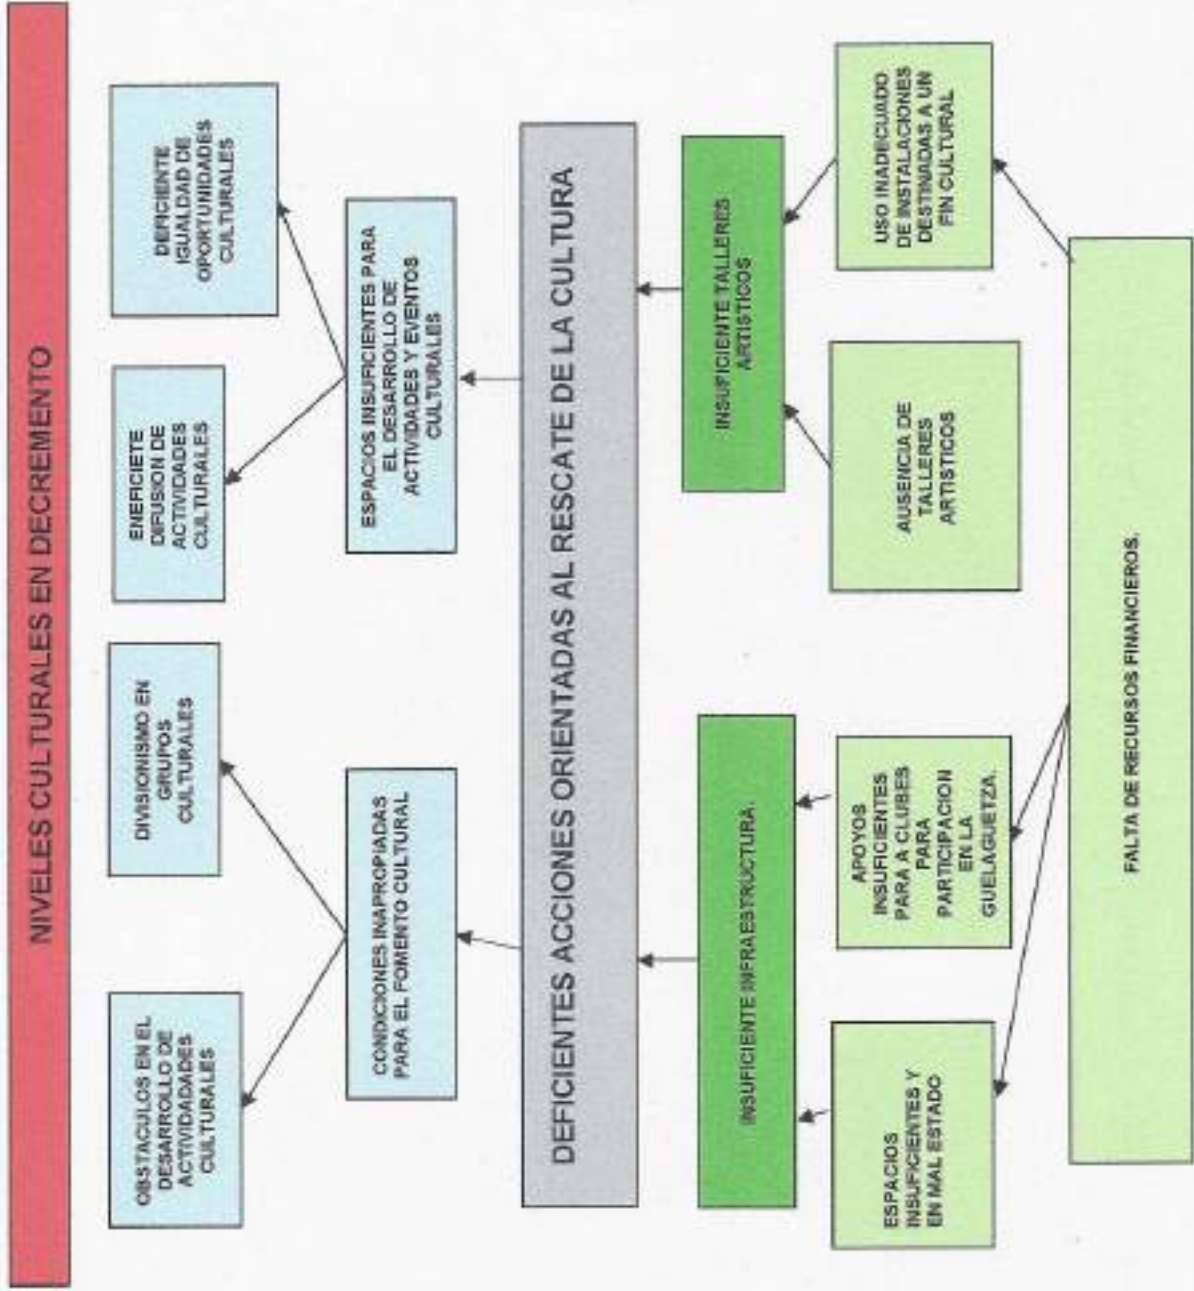 NIVELES CULTURALES EN DECREMENTO
OBSTACULOS EN EL
DESARROLLO DE
ACTIVIDADADES
CULTURALES
DIVISIONISMO EN
GRUPOS
CULTURALES
ENEFICIETE
DIFUSION DE
ACTIVIDADES
CULTURALES
DEFICIENTE
IGUALDAD DE
OPORTUNIDADES
CULTURALES
CONDICIONES INAPROPIADAS
PARA EL FOMENTO CULTURAL
ESPACIOS INSUFICIENTES PARA
EL DESARROLLO DE
ACTIVIDADES Y EVENTOS
CULTURALES
DEFICIENTES ACCIONES ORIENTADAS AL RESCATE DE LA CULTURA
INSUFICIENTE INFRAESTRUCTURA.
INSUFICIENTE TALLERES
ARTISTICOS
ESPACIOS
INSUFICIENTES Y
EN MAL ESTADO
APOYOS
INSUFICIENTES
PARA A CLUBES
PARA
PARTICIPACION
EN LA
GUELAGUETZA.
AUSENCIA DE
TALLERES
ARTISTICOS
USO INADECUADO
DE INSTALACIONES
DESTINADAS A UN
FIN CULTURAL
FALTA DE RECURSOS FINANCIEROS.